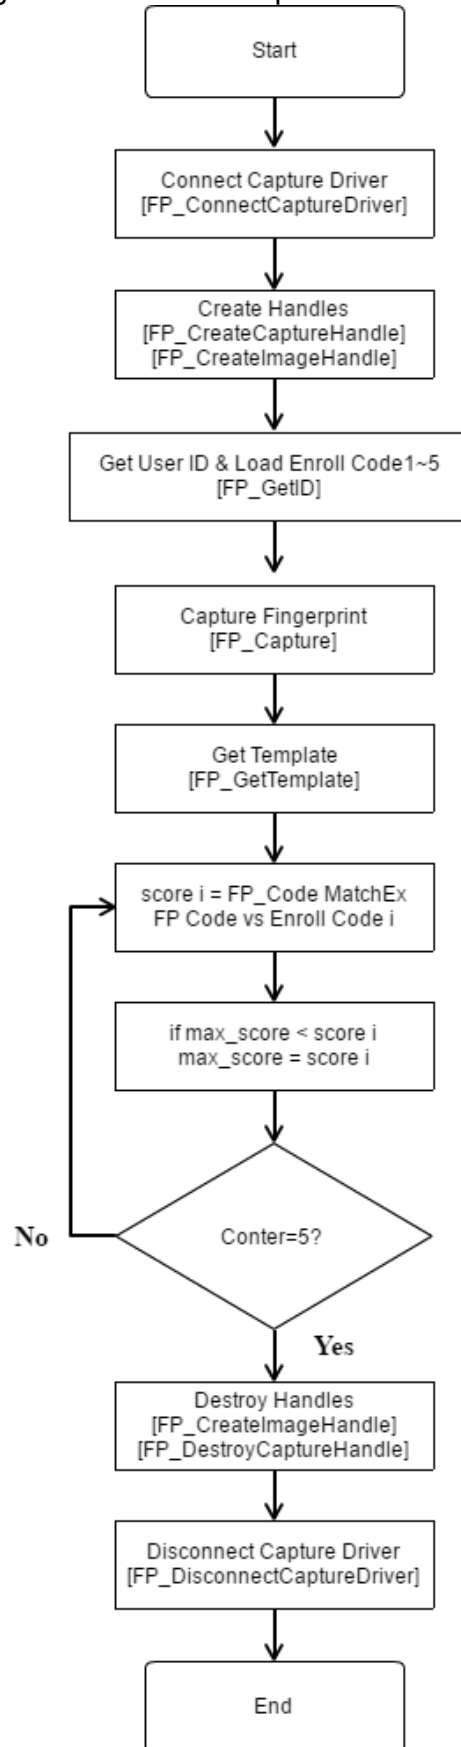 Start
Connect Capture Driver
[FP_ConnectCaptureDriver]
Create Handles
[FP_CreateCaptureHandle]
[FP_CreateImageHandle]
Get User ID & Load Enroll Code1~5
[FP_GetID]
Capture Fingerprint
[FP_Capture]
Get Template
[FP_GetTemplate]
score i = FP_Code MatchEx
FP Code vs Enroll Code i
if max_score < score i
max_score = score i
Conter=5?
No
Yes
Destroy Handles
[FP_CreateImageHandle]
[FP_DestroyCaptureHandle]
Disconnect Capture Driver
[FP_DisconnectCaptureDriver]
End